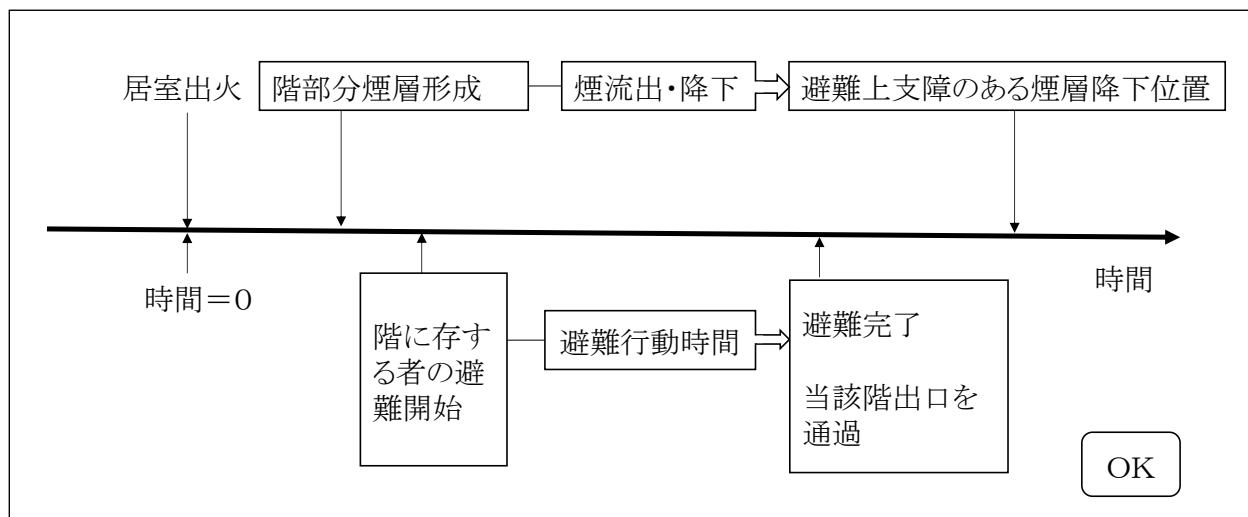 居室出火
階部分煙層形成
煙流出・降下
避難上支障のある煙層降下位置
時間＝0
時間
階に存す
る者の避
難開始
避難行動時間
避難完了
当該階出口を
通過
OK